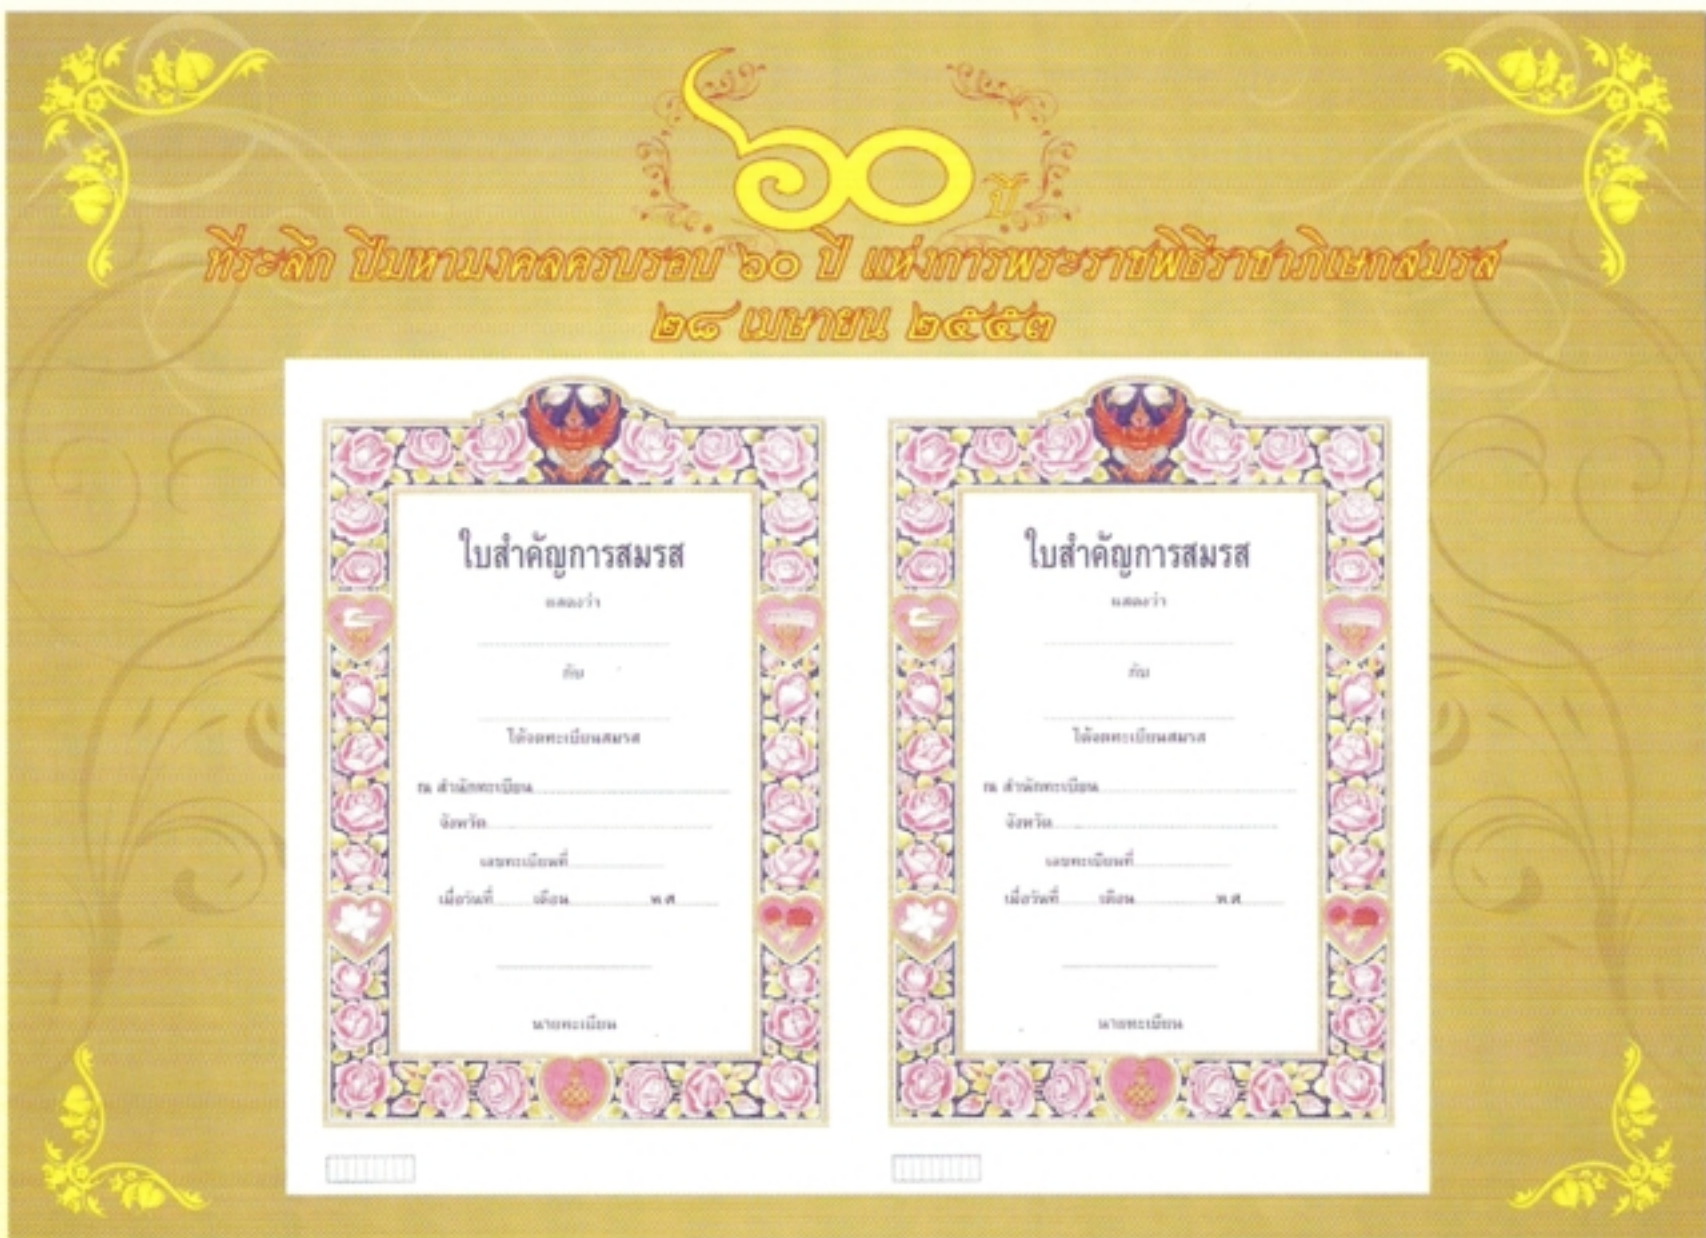 ๖๐ ปี
ที่ระลึก ปีมหามงคลครบรอบ ๖๐ ปี แห่งการพระราชพิธีราชาภิเษกสมรส
๒๘ เมษายน ๒๕๕๓
ใบสำคัญการสมรส
แสดงว่า
กับ
ได้จดทะเบียนสมรส
ณ สำนักทะเบียน
จังหวัด
เลขทะเบียนที่
เมื่อวันที่ เดือน พ.ศ.
นายทะเบียน
ใบสำคัญการสมรส
แสดงว่า
กับ
ได้จดทะเบียนสมรส
ณ สำนักทะเบียน
จังหวัด
เลขทะเบียนที่
เมื่อวันที่ เดือน พ.ศ.
นายทะเบียน